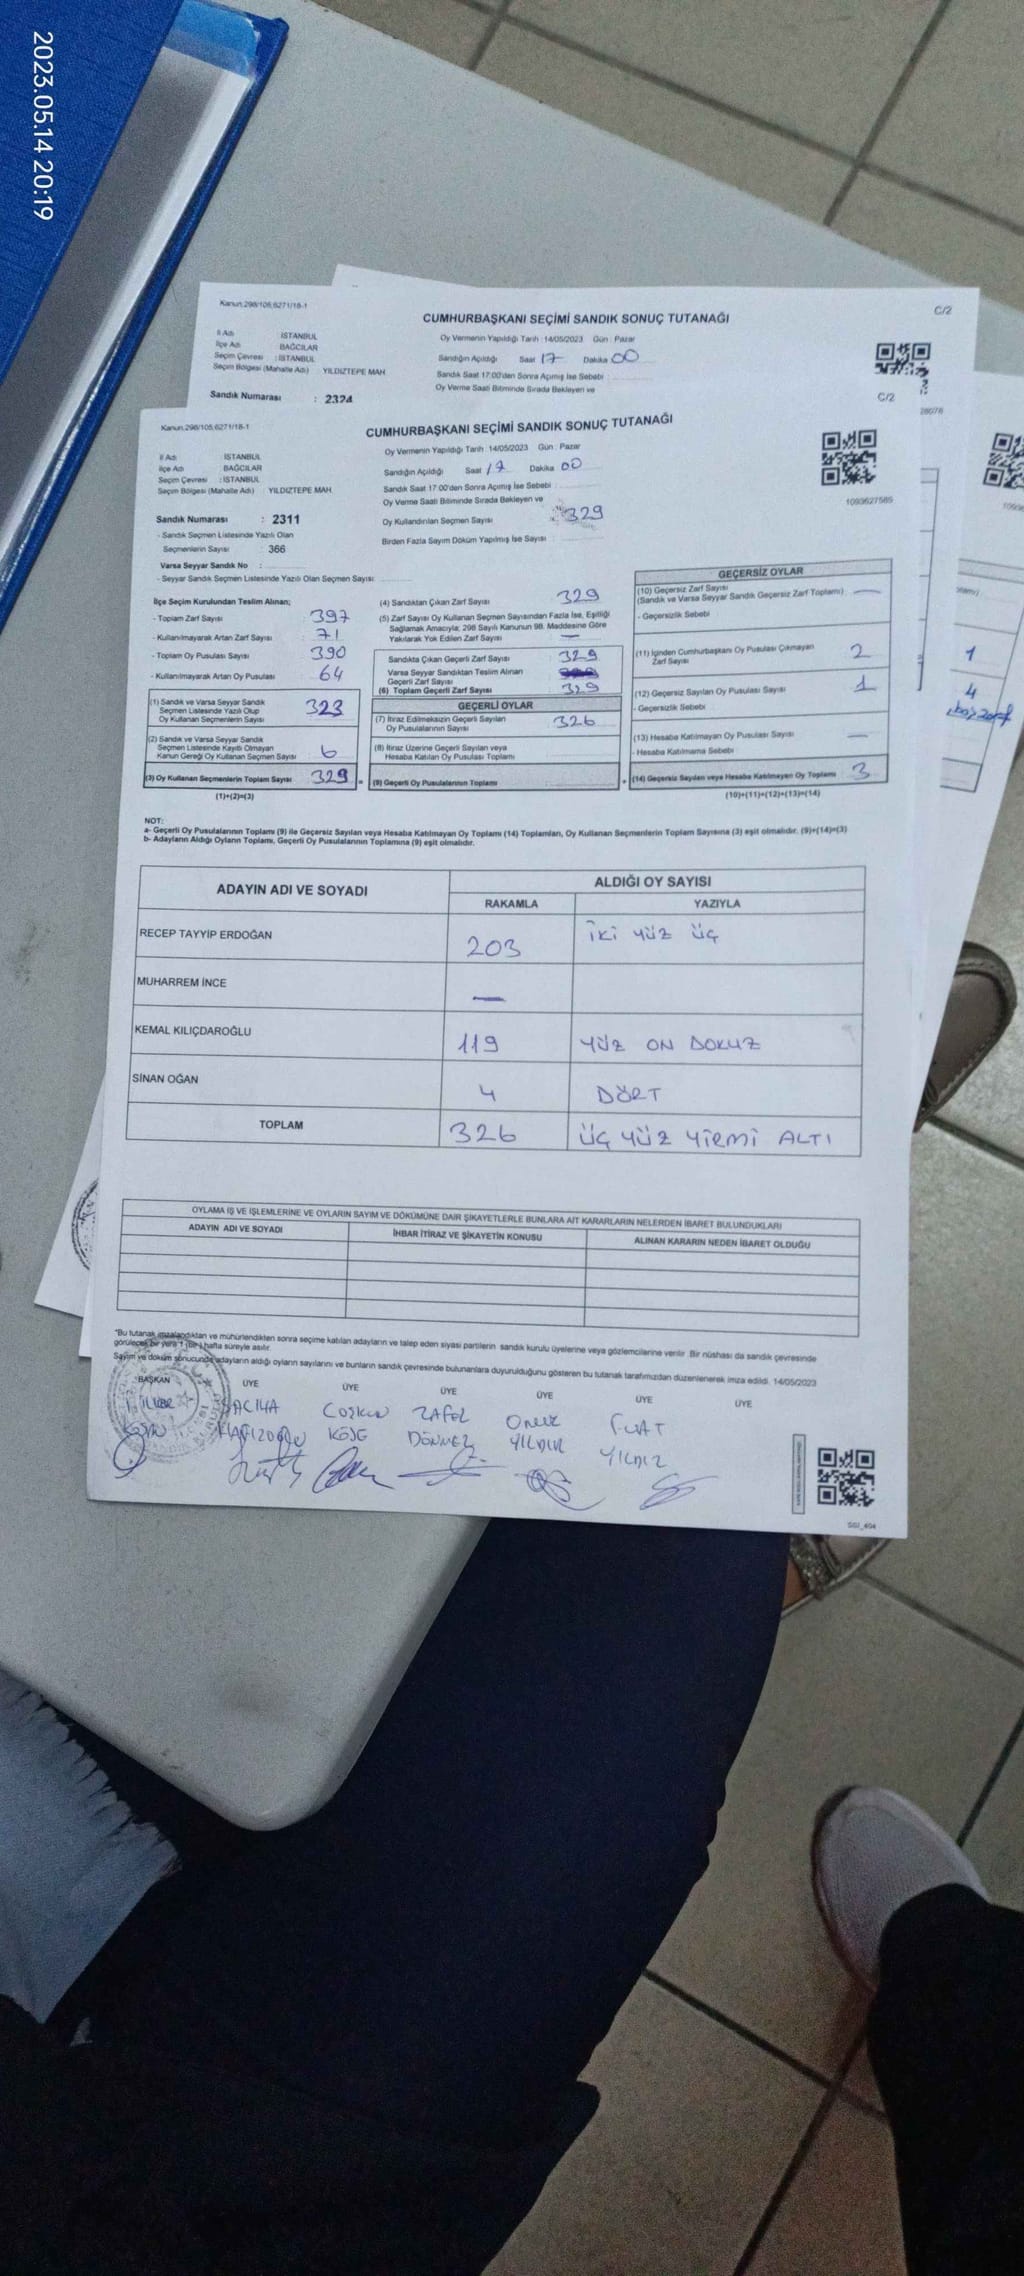 2023.05.14 20:19
Kanun:298/105,6271/18-1
C/2
CUMHURBAŞKANI SEÇİMİ SANDIK SONUÇ TUTANAĞI
İl Adı İSTANBUL
İlçe Adı BAĞCILAR
Seçim Çevresi : İSTANBUL
Seçim Bölgesi (Mahalle Adı) YILDIZTEPE MAH
Sandık Numarası : 2324
Oy Vermenin Yapıldığı Tarih : 14/05/2023 Gün : Pazar
Sandığın Açıldığı Saat 17 Dakika 00
Sandık Saat 17:00'den Sonra Açımış İse Sebebi :
Oy Verme Saati Bitiminde Sırada Bekleyen ve
28076
Kanun:298/105,6271/18-1
C/2
CUMHURBAŞKANI SEÇİMİ SANDIK SONUÇ TUTANAĞI
İl Adı İSTANBUL
İlçe Adı BAĞCILAR
Seçim Çevresi : İSTANBUL
Seçim Bölgesi (Mahalle Adı) YILDIZTEPE MAH
Sandık Numarası : 2311
- Sandık Seçmen Listesinde Yazılı Olan
Seçmenlerin Sayısı : 366
Varsa Seyyar Sandık No :
- Seyyar Sandık Seçmen Listesinde Yazılı Olan Seçmen Sayısı:
Oy Vermenin Yapıldığı Tarih : 14/05/2023 Gün : Pazar
Sandığın Açıldığı Saat 17 Dakika 00
Sandık Saat 17:00'den Sonra Açımış İse Sebebi :
Oy Verme Saati Bitiminde Sırada Bekleyen ve
Oy Kullandırılan Seçmen Sayısı 329
Birden Fazla Sayım Döküm Yapılmış İse Sayısı :
1093627585
İlçe Seçim Kurulundan Teslim Alınan;
- Toplam Zarf Sayısı 397
- Kullanılmayarak Artan Zarf Sayısı 71
- Toplam Oy Pusulası Sayısı 390
- Kullanılmayarak Artan Oy Pusulası 64
(1) Sandık ve Varsa Seyyar Sandık
Seçmen Listesinde Yazılı Olup
Oy Kullanan Seçmenlerin Sayısı 323
(2) Sandık ve Varsa Seyyar Sandık
Seçmen Listesinde Kayıtlı Olmayan
Kanun Gereği Oy Kullanan Seçmen Sayısı 6
(3) Oy Kullanan Seçmenlerin Toplam Sayısı 329
(1)+(2)=(3)
(4) Sandıktan Çıkan Zarf Sayısı 329
(5) Zarf Sayısı Oy Kullanan Seçmen Sayısından Fazla İse, Eşitliği
Sağlamak Amacıyla; 298 Sayılı Kanunun 98. Maddesine Göre
Yakılarak Yok Edilen Zarf Sayısı —
Sandıkta Çıkan Geçerli Zarf Sayısı 329
Varsa Seyyar Sandıktan Teslim Alınan
Geçerli Zarf Sayısı
(6) Toplam Geçerli Zarf Sayısı 329
GEÇERLİ OYLAR
(7) İtiraz Edilmeksizin Geçerli Sayılan
Oy Pusulalarının Sayısı 326
(8) İtiraz Üzerine Geçerli Sayılan veya
Hesaba Katılan Oy Pusulası Toplamı
(9) Geçerli Oy Pusulalarının Toplamı
GEÇERSİZ OYLAR
(10) Geçersiz Zarf Sayısı
(Sandık ve Varsa Seyyar Sandık Geçersiz Zarf Toplamı) —
- Geçersizlik Sebebi
(11) İçinden Cumhurbaşkanı Oy Pusulası Çıkmayan
Zarf Sayısı 2
(12) Geçersiz Sayılan Oy Pusulası Sayısı 1
- Geçersizlik Sebebi
(13) Hesaba Katılmayan Oy Pusulası Sayısı —
- Hesaba Katılmama Sebebi
(14) Geçersiz Sayılan veya Hesaba Katılmayan Oy Toplamı 3
(10)+(11)+(12)+(13)=(14)
1
4
boş zarf
NOT:
a- Geçerli Oy Pusulalarının Toplamı (9) ile Geçersiz Sayılan veya Hesaba Katılmayan Oy Toplamı (14) Toplamları, Oy Kullanan Seçmenlerin Toplam Sayısına (3) eşit olmalıdır. (9)+(14)=(3)
b- Adayların Aldığı Oyların Toplamı, Geçerli Oy Pusulalarının Toplamına (9) eşit olmalıdır.
ADAYIN ADI VE SOYADI ALDIĞI OY SAYISI
RAKAMLA YAZIYLA
RECEP TAYYİP ERDOĞAN 203 İKİ YÜZ ÜÇ
MUHARREM İNCE —
KEMAL KILIÇDAROĞLU 119 YÜZ ON DOKUZ
SİNAN OĞAN 4 DÖRT
TOPLAM 326 ÜÇ YÜZ YİRMİ ALTI
OYLAMA İŞ VE İŞLEMLERİNE VE OYLARIN SAYIM VE DÖKÜMÜNE DAİR ŞİKAYETLERLE BUNLARA AİT KARARLARIN NELERDEN İBARET BULUNDUKLARI
ADAYIN ADI VE SOYADI İHBAR İTİRAZ VE ŞİKAYETİN KONUSU ALINAN KARARIN NEDEN İBARET OLDUĞU
*Bu tutanak imzalandıktan ve mühürlendikten sonra seçime katılan adayların ve talep eden siyasi partilerin sandık kurulu üyelerine veya gözlemcilerine verilir. Bir nüshası da sandık çevresinde
görülecek bir yere 1 (bir) hafta süreyle asılır.
Sayım ve döküm sonucunda adayların aldığı oyların sayılarını ve bunların sandık çevresinde bulunanlara duyurulduğunu gösteren bu tutanak tarafımızdan düzenlenerek imza edildi. 14/05/2023
BAŞKAN ÜYE ÜYE ÜYE ÜYE ÜYE ÜYE
COŞKUN ZAFER ONUR FUAT
KÖSE DÖNMEZ YILDIR YILDIZ
SSI_404